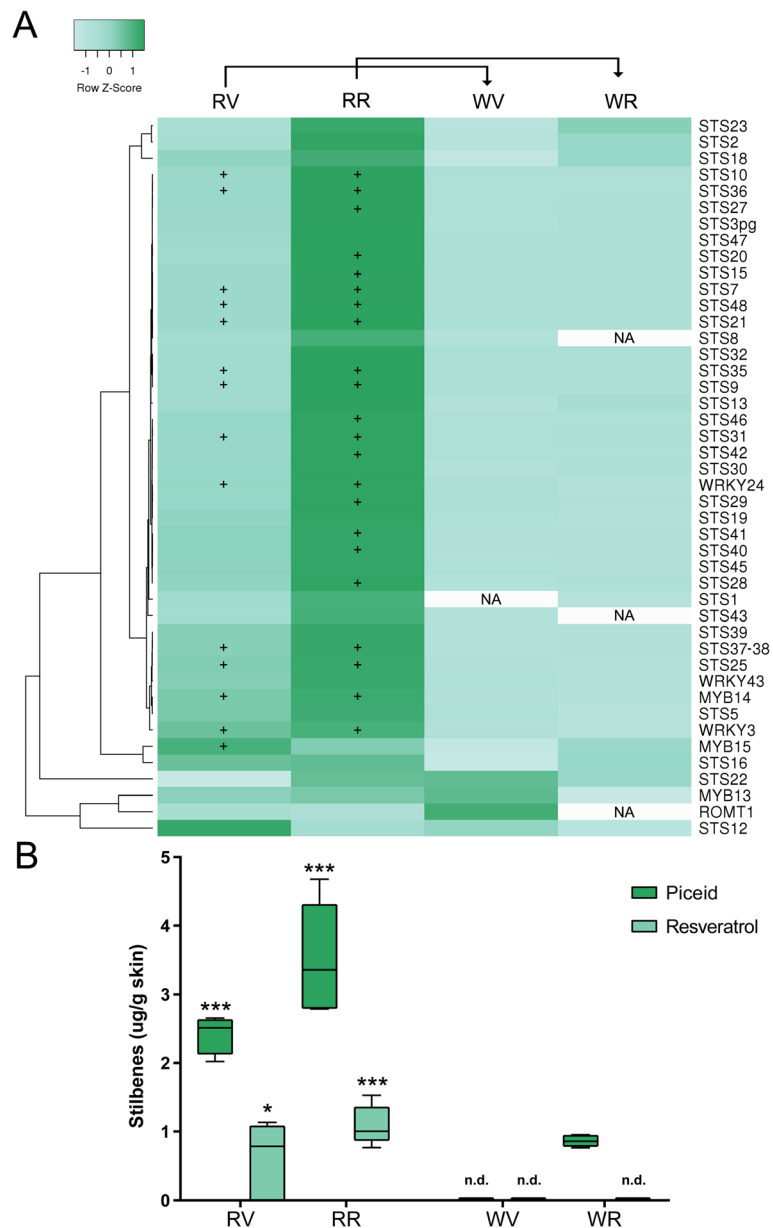 A
-1 0 1
Row Z-Score
RV RR WV WR
STS23
STS2
STS18
+ + STS10
+ + STS36
+ STS27
STS3pg
STS47
+ STS20
+ STS15
+ + STS7
+ + STS48
+ + STS21
NA STS8
STS32
+ + STS35
+ + STS9
STS13
+ STS46
+ + STS31
+ STS42
STS30
+ + WRKY24
+ STS29
STS19
+ STS41
+ STS40
STS45
+ STS28
NA STS1
NA STS43
STS39
+ + STS37-38
+ + STS25
WRKY43
+ + MYB14
STS5
+ + WRKY3
+ MYB15
STS16
STS22
MYB13
NA ROMT1
STS12
B
Stilbenes (ug/g skin)
5
4
3
2
1
0
***
*
***
***
n.d. n.d. n.d.
Piceid
Resveratrol
RV RR WV WR